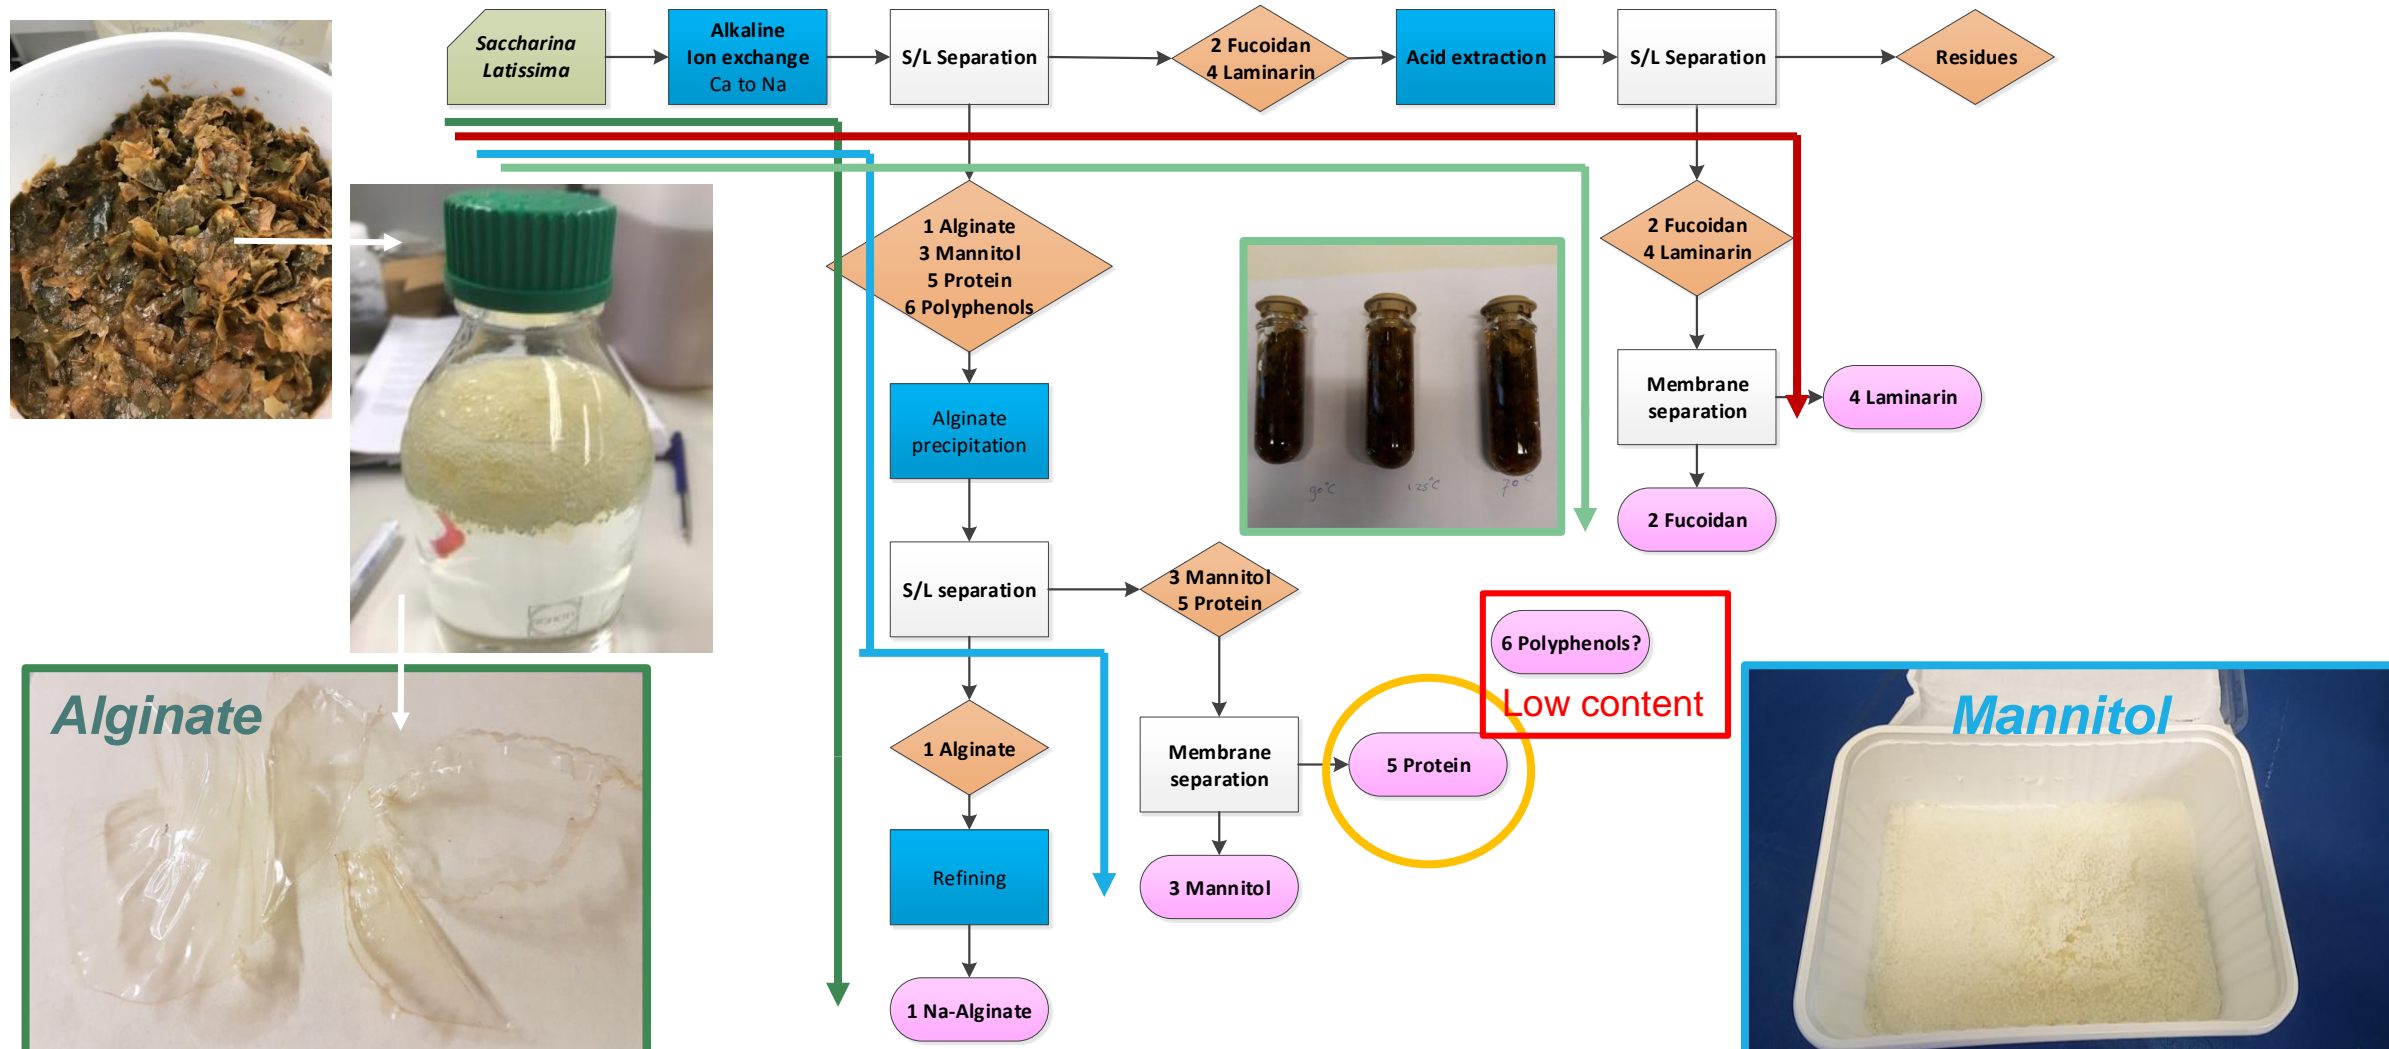 Saccharina
Latissima
Alkaline
Ion exchange
Ca to Na
S/L Separation
2 Fucoidan
4 Laminarin
Acid extraction
S/L Separation
Residues
1 Alginate
3 Mannitol
5 Protein
6 Polyphenols
2 Fucoidan
4 Laminarin
Alginate
precipitation
Membrane
separation
4 Laminarin
90°C
125°C
70°C
2 Fucoidan
S/L separation
3 Mannitol
5 Protein
6 Polyphenols?
Low content
Alginate
Mannitol
1 Alginate
Membrane
separation
5 Protein
Refining
3 Mannitol
1 Na-Alginate